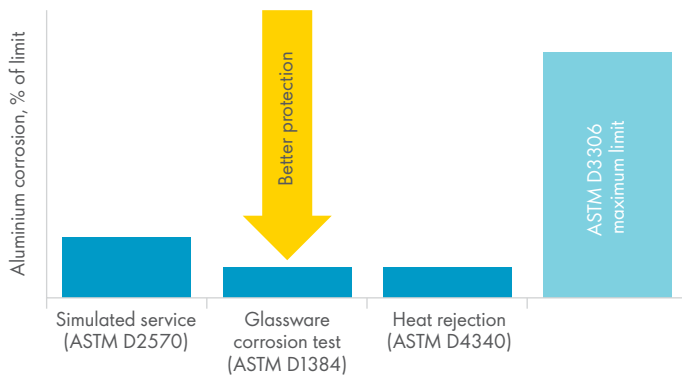 Aluminium corrosion, % of limit
Better protection
ASTM D3306
maximum limit
Simulated service
(ASTM D2570)
Glassware
corrosion test
(ASTM D1384)
Heat rejection
(ASTM D4340)